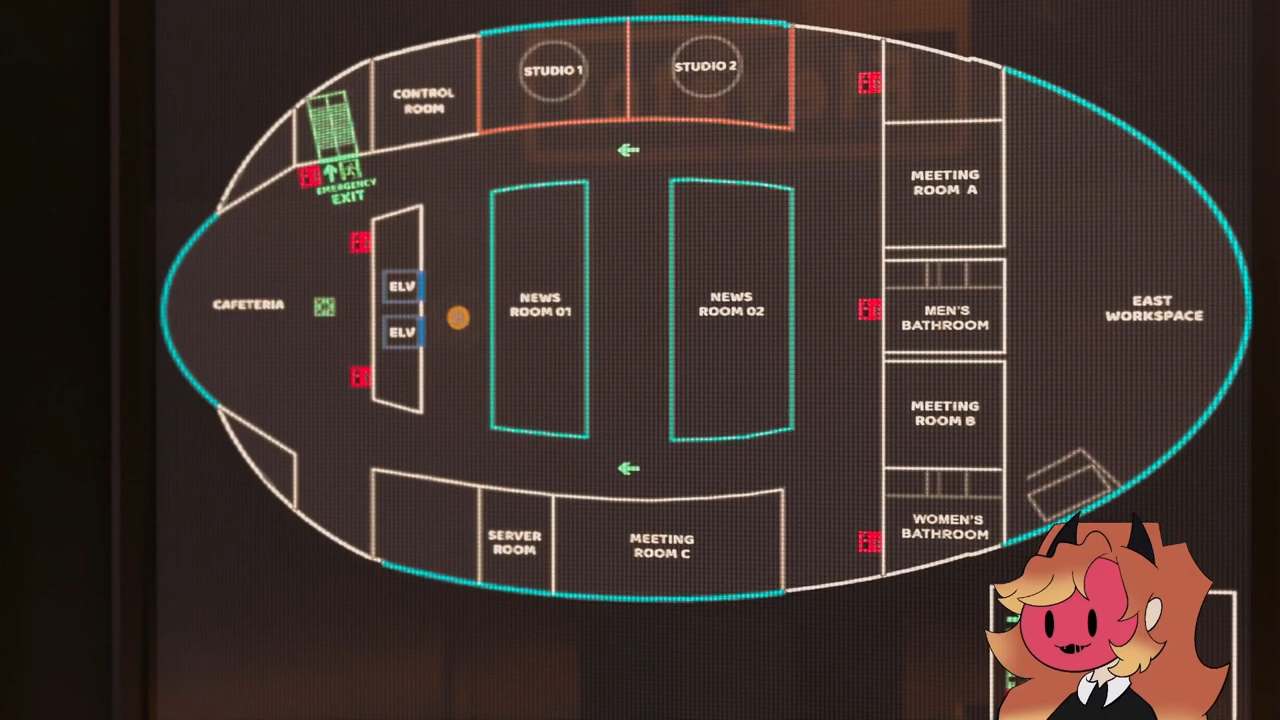 STUDIO 1
STUDIO 2
CONTROL
ROOM
EMERGENCY
EXIT
MEETING
ROOM A
CAFETERIA
ELV
ELV
NEWS
ROOM 01
NEWS
ROOM 02
MEN'S
BATHROOM
EAST
WORKSPACE
MEETING
ROOM B
SERVER
ROOM
MEETING
ROOM C
WOMEN'S
BATHROOM